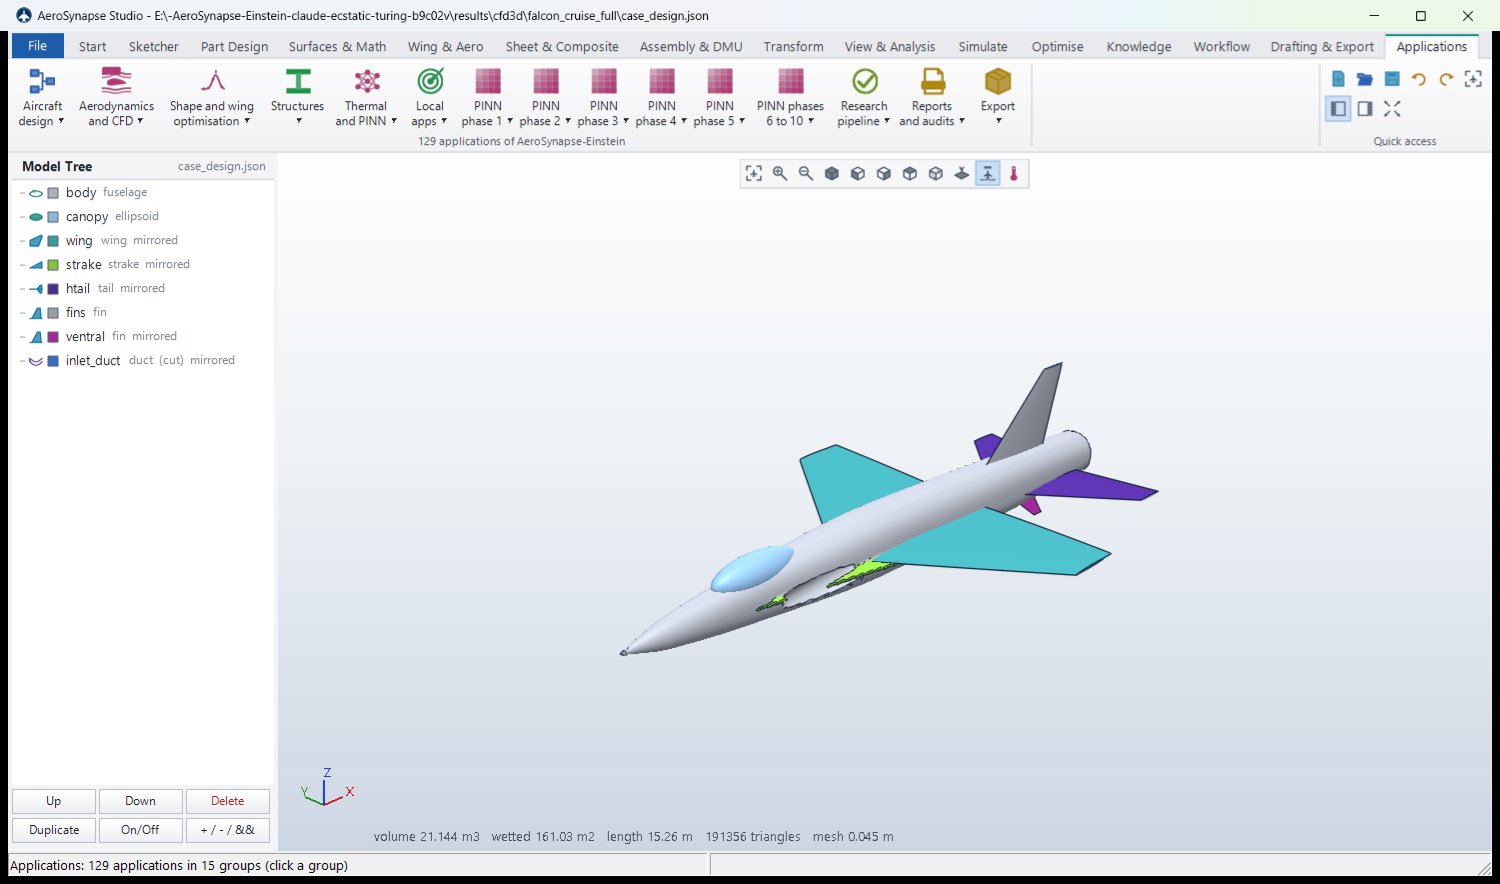 AeroSynapse Studio - E:\-AeroSynapse-Einstein-claude-ecstatic-turing-b9c02v\results\cfd3d\falcon_cruise_full\case_design.json
File Start Sketcher Part Design Surfaces & Math Wing & Aero Sheet & Composite Assembly & DMU Transform View & Analysis Simulate Optimise Knowledge Workflow Drafting & Export Applications
Aircraft design
Aerodynamics and CFD
Shape and wing optimisation
Structures
Thermal and PINN
Local apps
PINN phase 1
PINN phase 2
PINN phase 3
PINN phase 4
PINN phase 5
PINN phases 6 to 10
Research pipeline
Reports and audits
Export
129 applications of AeroSynapse-Einstein
Quick access
Model Tree case_design.json
body fuselage
canopy ellipsoid
wing wing mirrored
strake strake mirrored
htail tail mirrored
fins fin
ventral fin mirrored
inlet_duct duct (cut) mirrored
Z
Y X
Up Down Delete
Duplicate On/Off + / - / &&
volume 21.144 m3 wetted 161.03 m2 length 15.26 m 191356 triangles mesh 0.045 m
Applications: 129 applications in 15 groups (click a group)